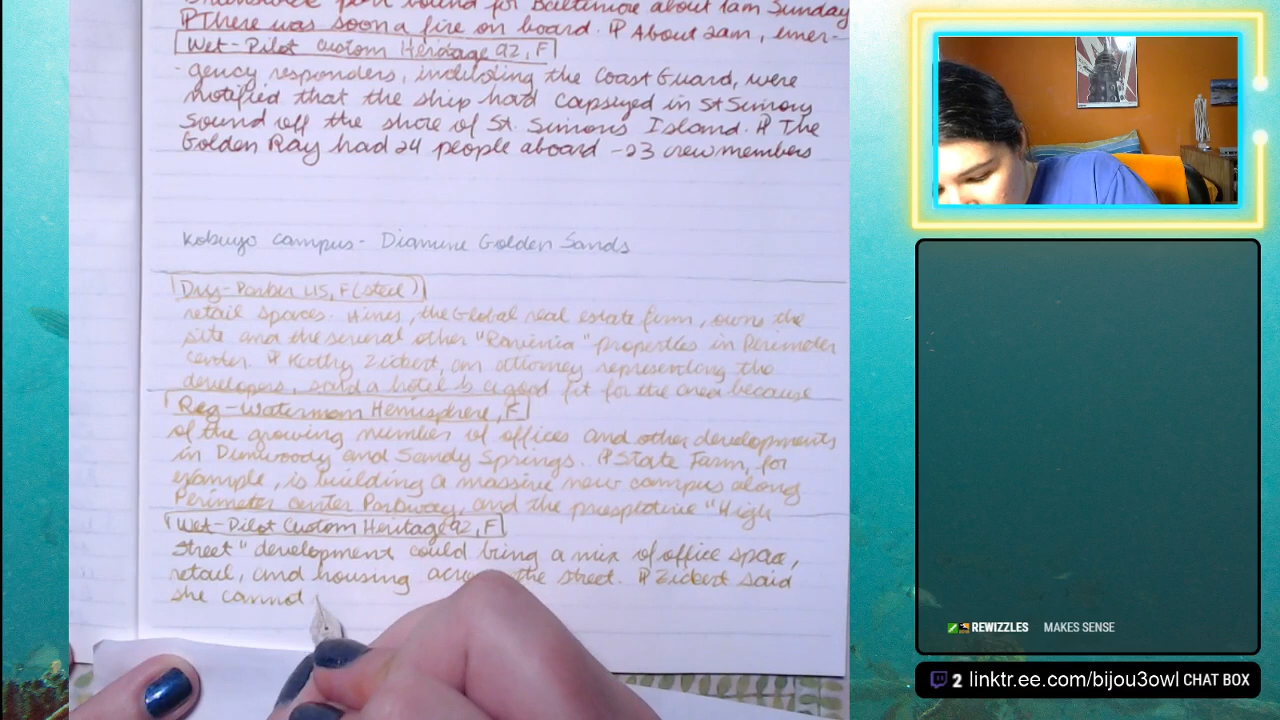 Brunswick port bound for Baltimore about 1am Sunday
¶There was soon a fire on board. ¶ About 2am, emer-
Wet-Pilot Custom Heritage 92, F
gency responders, including the Coast Guard, were
notified that the ship had capsized in St Simons
Sound off the shore of St. Simons Island. ¶ The
Golden Ray had 24 people aboard -23 crewmembers
Kobuyo Campus- Diamine Golden Sands
Dry-Parker 45, F (steel)
retail spaces. Hines, the Global real estate firm, owns the
site and the several other "Ravinia" properties in Perimeter
Center. ¶ Kathy Zickert, an attorney representing the
developers, said a hotel is a good fit for the area because
Reg-Waterman Hemisphere, F
of the growing number of offices and other developments
in Dunwoody and Sandy Springs. ¶State Farm, for
example, is building a massive new campus along
Perimeter center Parkway, and the "High
Wet-Pilot Custom Heritage 92, F
Street" development could bring a mix of office space,
retail, and housing across the street. ¶ Zickert said
she cannot
REWIZZLES MAKES SENSE
2 linktr.ee.com/bijou3owl CHAT BOX